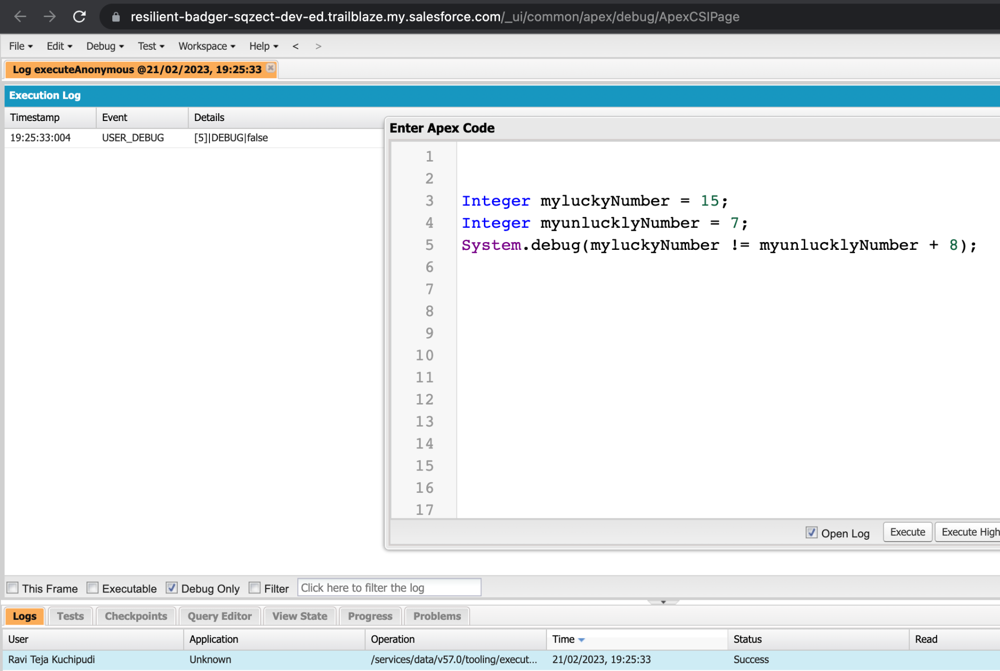 resilient-badger-sqzect-dev-ed.trailblaze.my.salesforce.com/_ui/common/apex/debug/ApexCSIPage
File Edit Debug Test Workspace Help < >
Log executeAnonymous @21/02/2023, 19:25:33
Execution Log
Timestamp Event Details
19:25:33:004 USER_DEBUG [5]|DEBUG|false
Enter Apex Code
1
2
3 Integer myluckyNumber = 15;
4 Integer myunlucklyNumber = 7;
5 System.debug(myluckyNumber != myunlucklyNumber + 8);
6
7
8
9
10
11
12
13
14
15
16
17
Open Log Execute Execute High
This Frame Executable Debug Only Filter Click here to filter the log
Logs Tests Checkpoints Query Editor View State Progress Problems
User Application Operation Time Status Read
Ravi Teja Kuchipudi Unknown /services/data/v57.0/tooling/execut... 21/02/2023, 19:25:33 Success